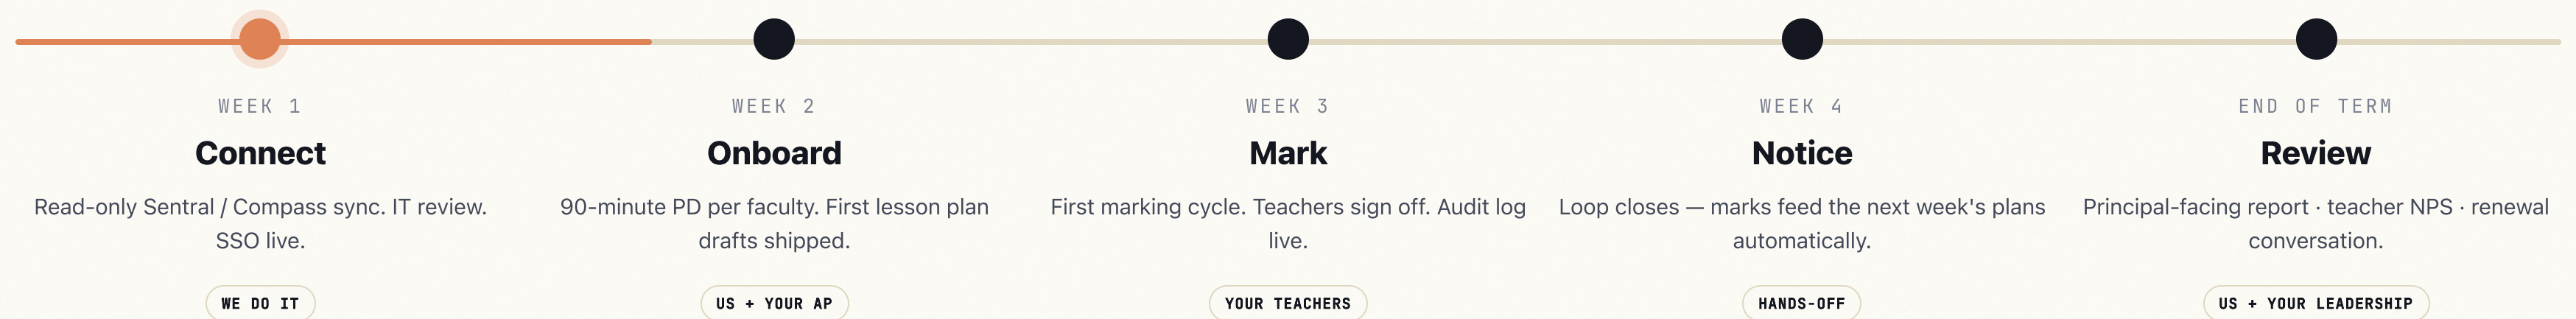 WEEK 1
Connect
Read-only Sentral / Compass sync. IT review.
SSO live.
WE DO IT
WEEK 2
Onboard
90-minute PD per faculty. First lesson plan
drafts shipped.
US + YOUR AP
WEEK 3
Mark
First marking cycle. Teachers sign off. Audit log
live.
YOUR TEACHERS
WEEK 4
Notice
Loop closes — marks feed the next week's plans
automatically.
HANDS-OFF
END OF TERM
Review
Principal-facing report · teacher NPS · renewal
conversation.
US + YOUR LEADERSHIP